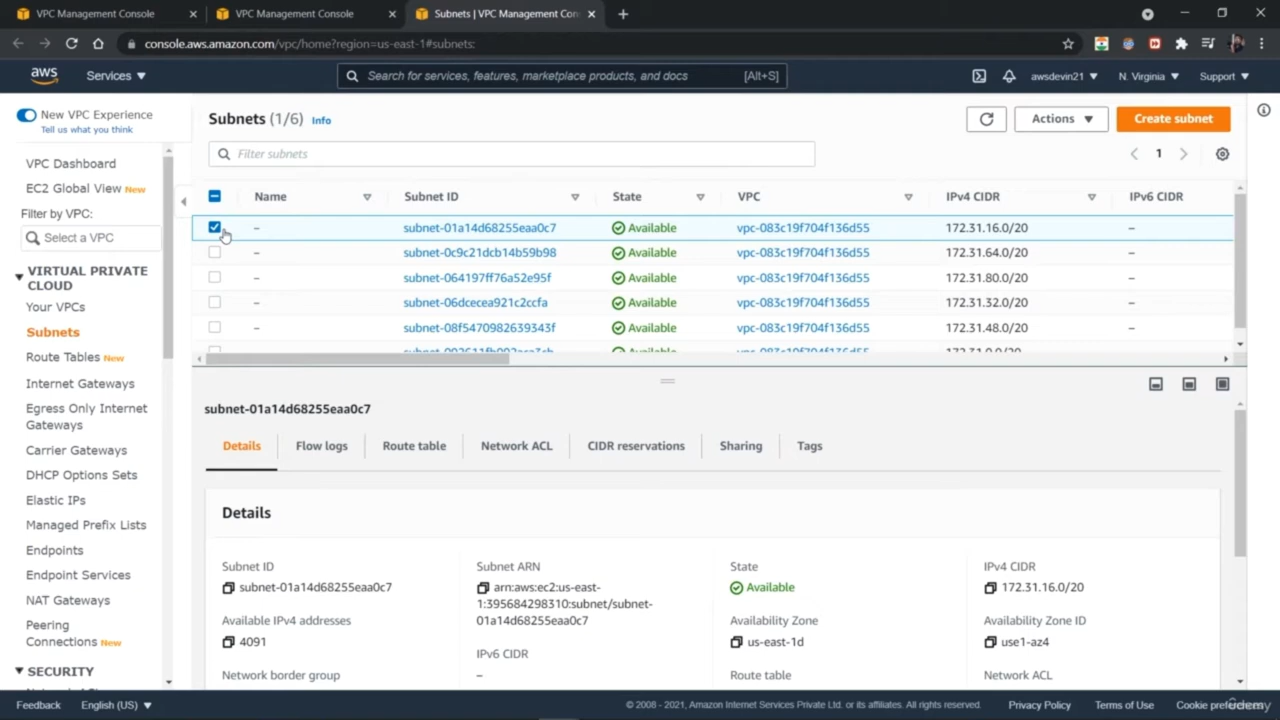 VPC Management Console
VPC Management Console
Subnets | VPC Management Con
console.aws.amazon.com/vpc/home?region=us-east-1#subnets:
aws
Services
Search for services, features, marketplace products, and docs
[Alt+S]
awsdevin21
N. Virginia
Support
New VPC Experience
Tell us what you think
VPC Dashboard
EC2 Global View New
Filter by VPC:
Select a VPC
VIRTUAL PRIVATE
CLOUD
Your VPCs
Subnets
Route Tables New
Internet Gateways
Egress Only Internet
Gateways
Carrier Gateways
DHCP Options Sets
Elastic IPs
Managed Prefix Lists
Endpoints
Endpoint Services
NAT Gateways
Peering
Connections New
SECURITY
Subnets (1/6) Info
Actions
Create subnet
Filter subnets
1
Name Subnet ID State VPC IPv4 CIDR IPv6 CIDR
– subnet-01a14d68255eaa0c7 Available vpc-083c19f704f136d55 172.31.16.0/20 –
– subnet-0c9c21dcb14b59b98 Available vpc-083c19f704f136d55 172.31.64.0/20 –
– subnet-064197ff76a52e95f Available vpc-083c19f704f136d55 172.31.80.0/20 –
– subnet-06dcecea921c2ccfa Available vpc-083c19f704f136d55 172.31.32.0/20 –
– subnet-08f5470982639343f Available vpc-083c19f704f136d55 172.31.48.0/20 –
subnet-01a14d68255eaa0c7
Details Flow logs Route table Network ACL CIDR reservations Sharing Tags
Details
Subnet ID
subnet-01a14d68255eaa0c7
Subnet ARN
arn:aws:ec2:us-east-
1:395684298310:subnet/subnet-
01a14d68255eaa0c7
State
Available
IPv4 CIDR
172.31.16.0/20
Available IPv4 addresses
4091
IPv6 CIDR
–
Availability Zone
us-east-1d
Availability Zone ID
use1-az4
Network border group
Route table
Network ACL
Feedback
English (US)
© 2008 - 2021, Amazon Internet Services Private Ltd. or its affiliates. All rights reserved.
Privacy Policy
Terms of Use
Cookie preferences
Udemy